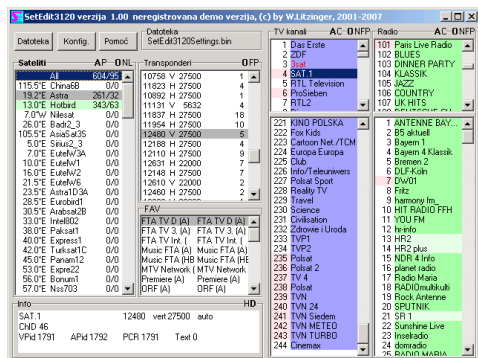 SetEdit3120 verzija 1.00 neregistrovana demo verzija, (c) by W.Litzinger, 2001-2007
Datoteka Konfig. Pomoć
Datoteka
SetEdit3120Settings.bin
Sateliti AP ONL
All 604/95
115.5°E China6B 0/0
19.2°E Astra 261/32
13.0°E Hotbird 343/63
7.0°W Nilesat 0/0
26.0°E Badr2_3 0/0
105.5°E AsiaSat3S 0/0
5.0°E Sirius2_3 0/0
7.0°E EutelW3A 0/0
10.0°E EutelW1 0/0
16.0°E EutelW2 0/0
21.5°E EutelW6 0/0
23.5°E Astra1D3A 0/0
28.5°E Eurobird1 0/0
30.5°E Arabsat2B 0/0
33.0°E Intel802 0/0
38.0°E Paksat1 0/0
40.0°E Express1 0/0
42.0°E Turksat1C 0/0
45.0°E Panam12 0/0
53.0°E Expre22 0/0
56.0°E Bonum1 0/0
57.0°E Nss703 0/0
Transponderi OFP
10758 V 27500 1
11823 H 27500 4
10892 H 27500 1
11131 V 5632 4
11837 H 27500 18
11954 H 27500 10
12480 V 27500 5
12188 H 27500 4
12110 H 27500 9
12631 H 22000 7
12148 H 27500 7
12610 V 22000 2
12460 H 27500 2
FAV
FTA TV D (A) FTA TV D (A)
FTA TV 3. (A) FTA TV 3. (A)
FTA TV Int. ( FTA TV Int. (
Music FTA (A) Music FTA (A)
Music FTA (HB Music FTA (HB
MTV Network ( MTV Network (
Premiere (A) Premiere (A)
ORF (A) ORF (A)
TV kanali AC ONFP
1 Das Erste
2 ZDF
3 3sat
4 SAT.1
5 RTL Television
6 ProSieben
7 RTL2
221 KINO POLSKA
222 Fox Kids
223 Cartoon Net./TCM
224 Europa Europa
225 Club
226 Info/Teleunivers
227 Polsat Sport
228 Reality TV
229 Travel
230 Science
231 Civilisation
232 Zdrowie i Uroda
233 TVP1
234 TVP2
235 Polsat
236 Polsat 2
237 TV 4
238 Polsat
239 TVN
240 TVN 24
241 TVN Siedem
242 TVN METEO
243 TVN TURBO
244 Cinemax
Radio AC ONFP
101 Paris Live Radio
102 BLUES
103 DINNER PARTY
104 KLASSIK
105 JAZZ
106 COUNTRY
107 UK HITS
1 ANTENNE BAY...
2 B5 aktuell
3 Bayern 1
4 Bayern 4 Klassik
5 Bremen 2
6 DLF-Köln
7 DW01
8 Fritz
9 harmony fm_
10 HIT RADIO FFH
11 YOU FM
12 hr-info
13 HR2
14 HR2 plus
15 NDR 4 Info
16 planet radio
17 Radio Maria
18 RADIOmultikulti
19 Rock Antenne
20 SPUTNIK
21 SR 1
22 Sunshine Live
23 Inselradio
24 domradio
25 RADIO MARIA
Info HD
SAT.1 12480 vert 27500 auto
ChID 46
VPid 1791 APid 1792 PCR 1791 Text 0